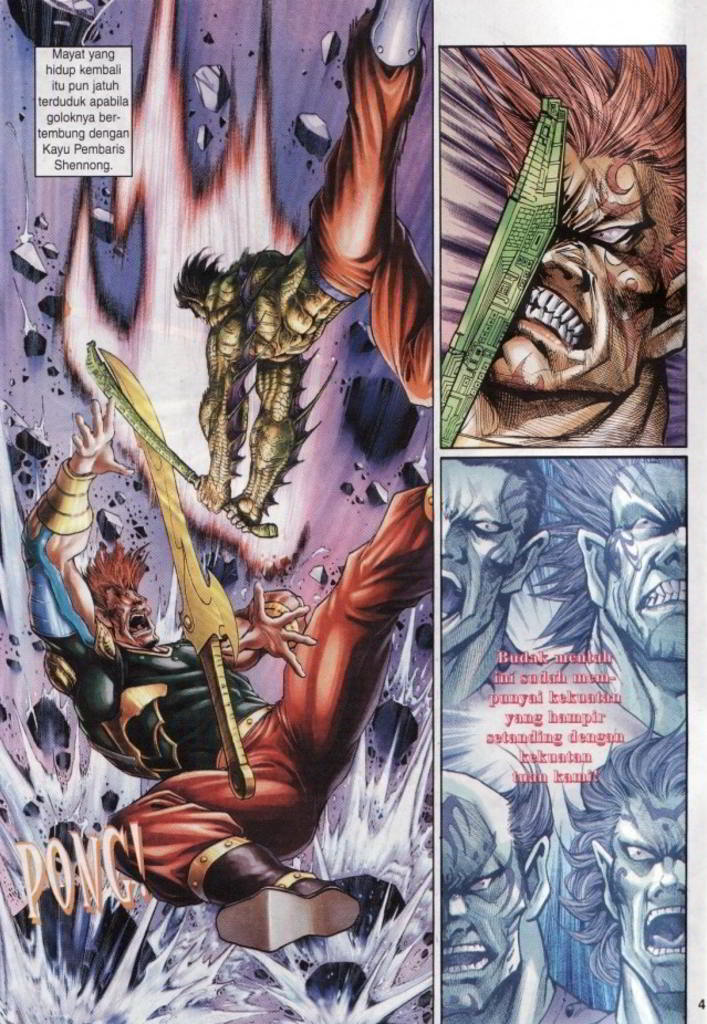 Mayat yang
hidup kembali
itu pun jatuh
terduduk apabila
goloknya ber-
tembung dengan
Kayu Pembaris
Shennong.
PONG!
Budak mentah
ini sudah mem-
punyai kekuatan
yang hampir
setanding dengan
kekuatan
tuan kami!
4